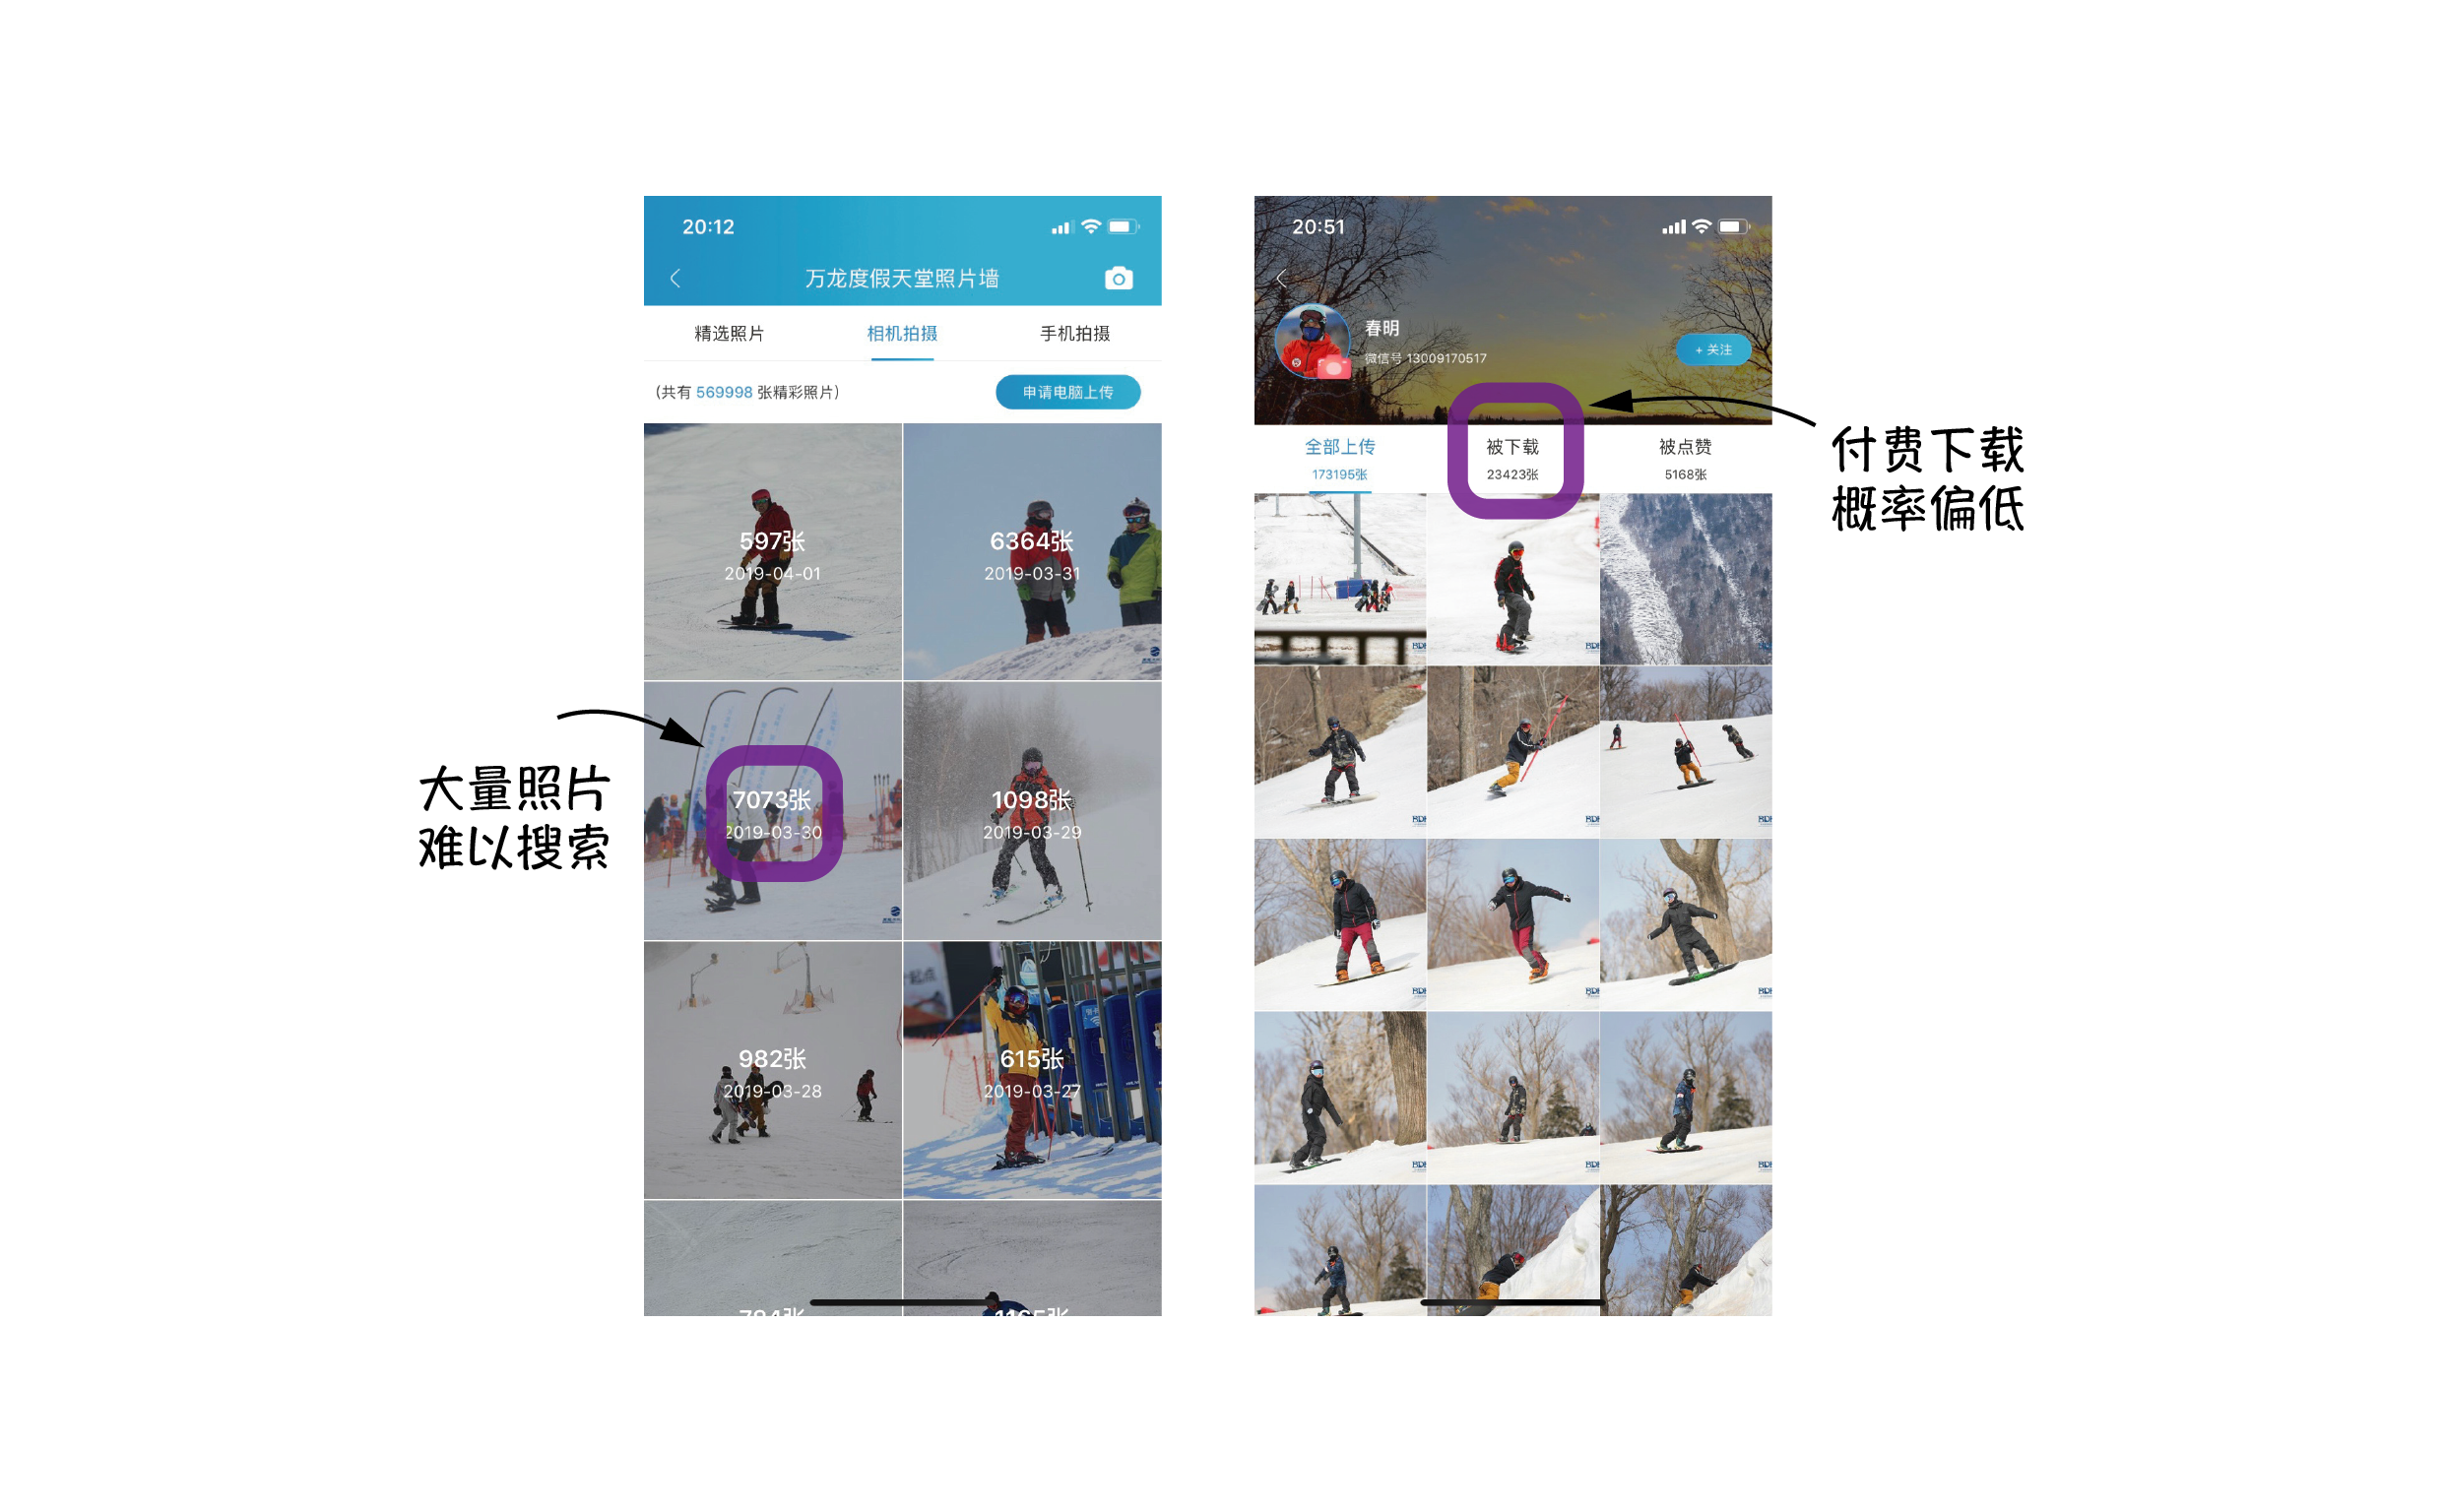 20:12
万龙度假天堂照片墙
精选照片
相机拍摄
手机拍摄
(共有 569998 张精彩照片)
申请电脑上传
597张
2019-04-01
6364张
2019-03-31
7073张
2019-03-30
1098张
2019-03-29
982张
2019-03-28
615张
2019-03-27
大量照片
难以搜索
20:51
春明
微信号 13009170517
+ 关注
全部上传
173195张
被下载
23423张
被点赞
5168张
付费下载
概率偏低